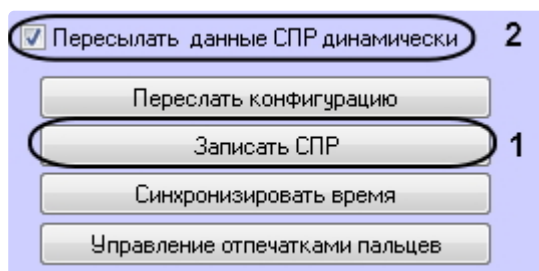 Пересылать данные СПР динамически 2
Переслать конфигурацию
Записать СПР 1
Синхронизировать время
Управление отпечатками пальцев